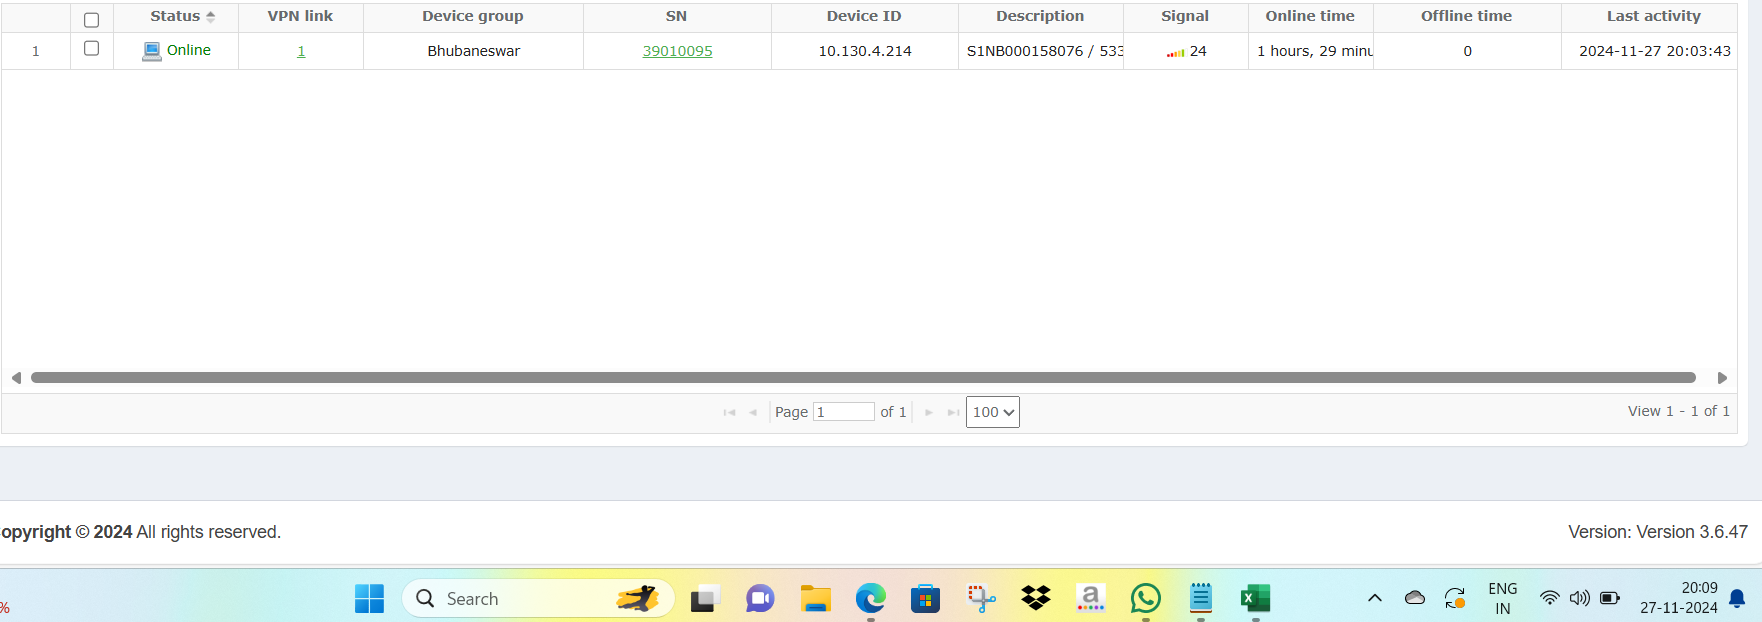 Status VPN link Device group SN Device ID Description Signal Online time Offline time Last activity
1 Online 1 Bhubaneswar 39010095 10.130.4.214 S1NB000158076 / 533 24 1 hours, 29 minu 0 2024-11-27 20:03:43
Page 1 of 1 100 View 1 - 1 of 1
opyright © 2024 All rights reserved. Version: Version 3.6.47
% Search a X ENG 20:09
IN 27-11-2024